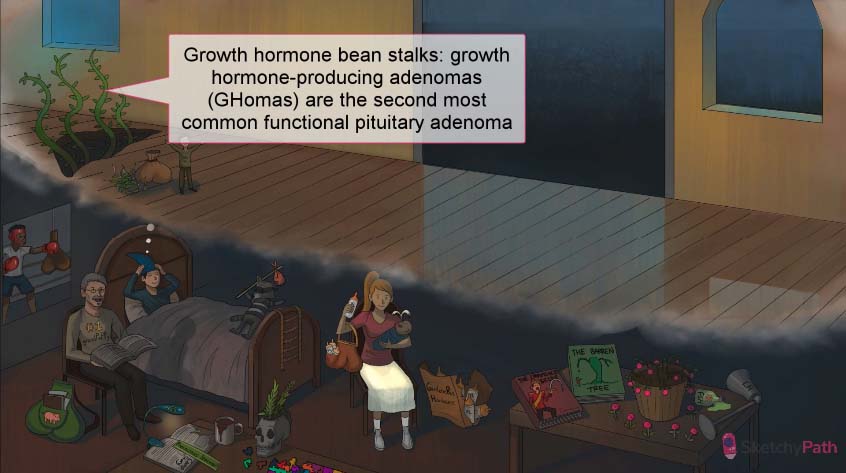 Growth hormone bean stalks: growth
hormone-producing adenomas
(GHomas) are the second most
common functional pituitary adenoma
THE BARREN
TREE
SketchyPath